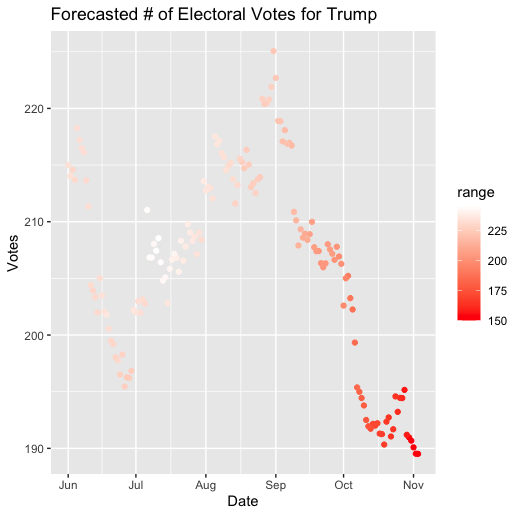 Forecasted # of Electoral Votes for Trump
220
210
200
190
Votes
Jun Jul Aug Sep Oct Nov
Date
range
225
200
175
150